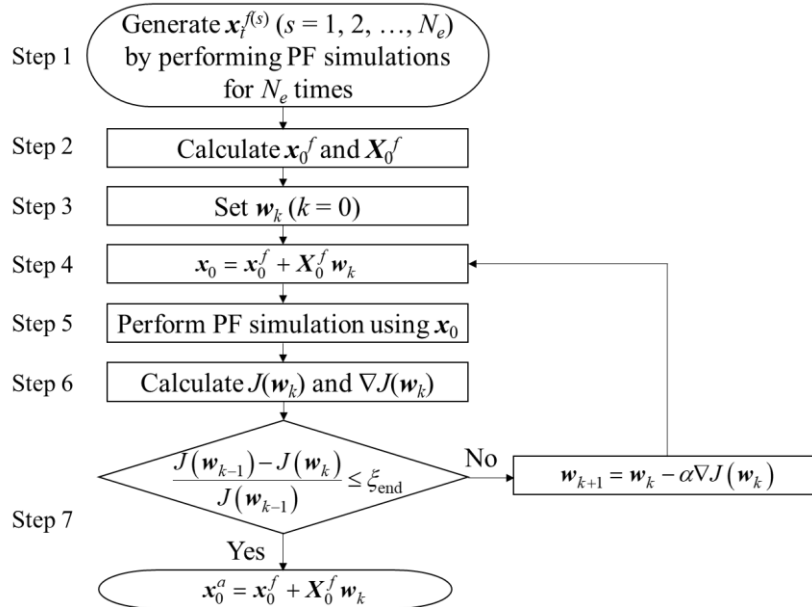 Step 1
Generate x_t^{f(s)} (s = 1, 2, …, N_e)
by performing PF simulations
for N_e times
Step 2
Calculate x_0^f and X_0^f
Step 3
Set w_k (k = 0)
Step 4
x_0 = x_0^f + X_0^f w_k
Step 5
Perform PF simulation using x_0
Step 6
Calculate J(w_k) and ∇J(w_k)
Step 7
(J(w_{k-1}) − J(w_k)) / J(w_{k-1}) ≤ ξ_end
No
w_{k+1} = w_k − α∇J(w_k)
Yes
x_0^a = x_0^f + X_0^f w_k